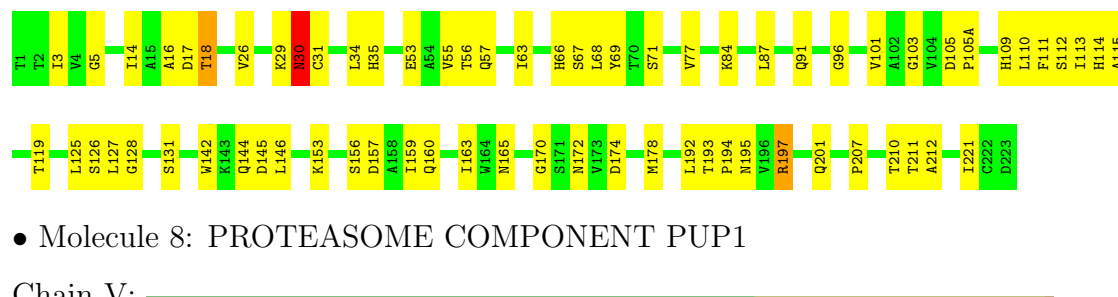 T1 T2 I3 V4 G5 I14 A15 A16 D17 T18 V26 K29 N30 C31 L34 H35 E53 A54 V55 T56 Q57 I63 H66 S67 L68 Y69 T70 S71 V77 K84 L87 Q91 G96 V101 A102 G103 V104 D105 P105A H109 L110 F111 S112 I113 H114 A115
T119 L125 S126 L127 G128 S131 W142 K143 Q144 D145 L146 K153 S156 D157 A158 I159 Q160 I163 W164 N165 G170 S171 N172 V173 D174 M178 L192 T193 P194 N195 V196 R197 Q201 P207 T210 T211 A212 I221 C222 D223
• Molecule 8: PROTEASOME COMPONENT PUP1
Chain V: